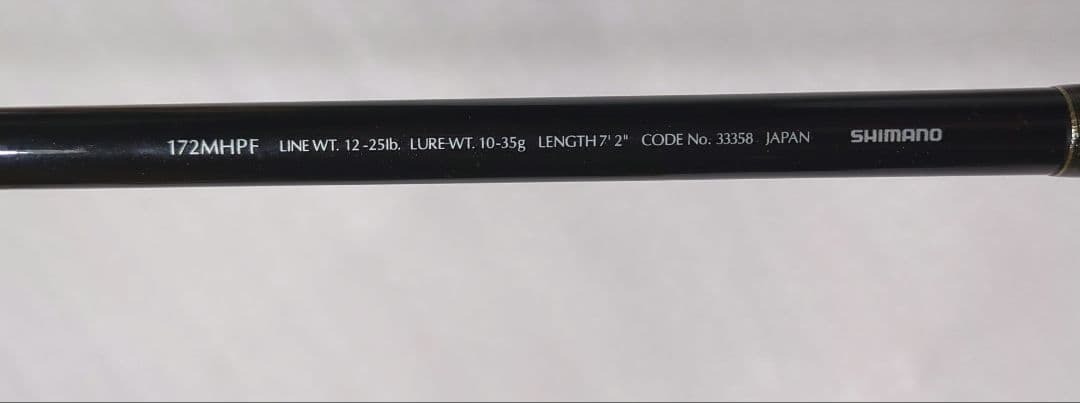 172MHPF LINE WT. 12-25lb. LURE WT. 10-35g LENGTH 7' 2" CODE No. 33358 JAPAN SHIMANO